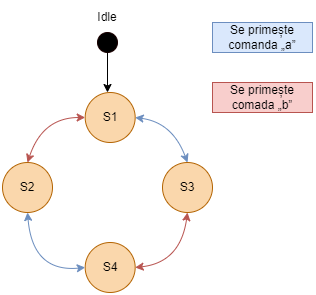 Idle
Se primește
comanda „a”
Se primește
comada „b”
S1
S2
S3
S4